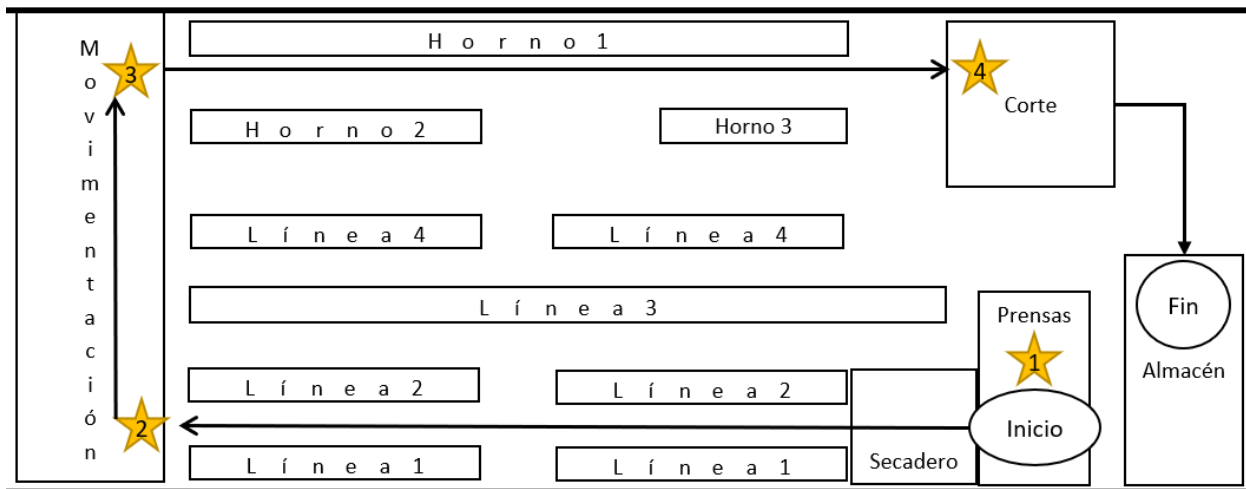 Movimentación
3
2
H o r n o 1
H o r n o 2
Horno 3
L í n e a 4
L í n e a 4
L í n e a 3
L í n e a 2
L í n e a 2
L í n e a 1
L í n e a 1
4
Corte
Prensas
1
Inicio
Secadero
Fin
Almacén